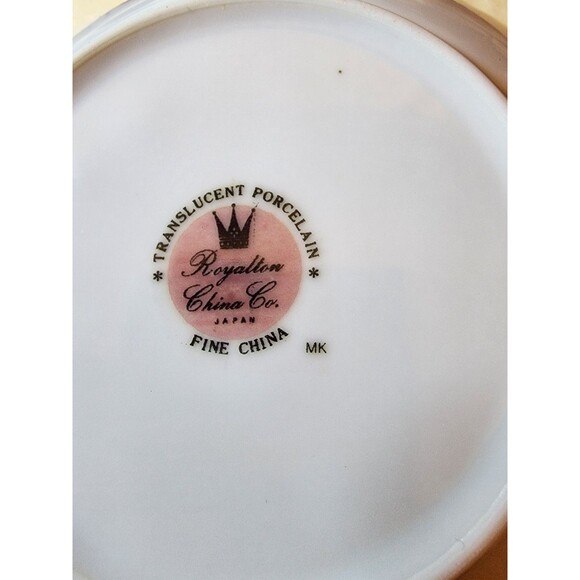 * TRANSLUCENT PORCELAIN *
Royalton
China Co.
JAPAN
FINE CHINA
MK